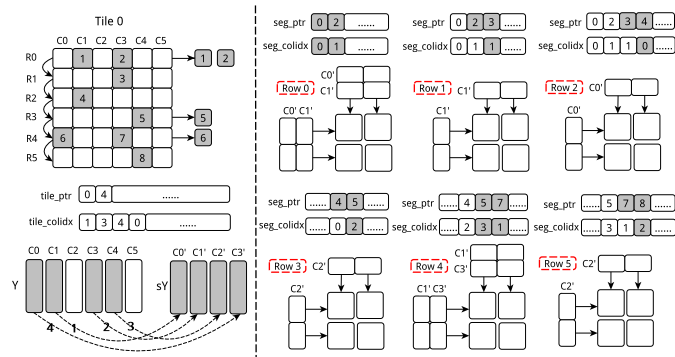 Tile 0
C0 C1 C2 C3 C4 C5
R0 1 2 1 2
R1 3
R2 4
R3 5 5
R4 6 7 6
R5 8
tile_ptr 0 4 ......
tile_colidx 1 3 4 0 ......
C0 C1 C2 C3 C4 C5 C0' C1' C2' C3'
Y sY
4 1 2 3
seg_ptr 0 2 ......
seg_colidx 0 1 ......
Row 0 C0' C1'
C0' C1'
seg_ptr 0 2 3 ......
seg_colidx 0 1 1 ......
Row 1 C1'
C1'
seg_ptr 0 2 3 4 ......
seg_colidx 0 1 1 0 ......
Row 2 C0'
C0'
seg_ptr ...... 4 5 ......
seg_colidx ...... 0 2 ......
Row 3 C2'
C2'
seg_ptr ...... 4 5 7 ......
seg_colidx ...... 2 3 1 ......
Row 4 C1' C3'
C1' C3'
seg_ptr ...... 5 7 8 ......
seg_colidx ...... 3 1 2 ......
Row 5 C2'
C2'